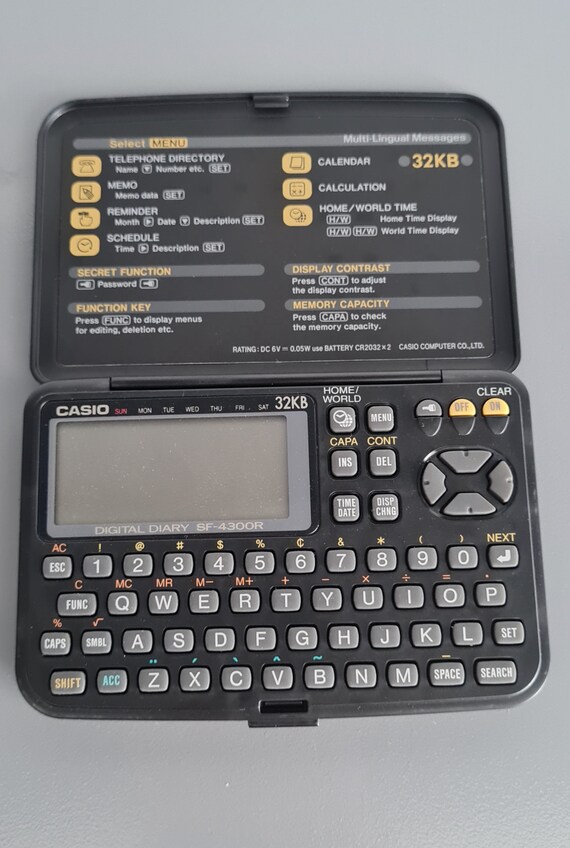 Select MENU Multi-Lingual Messages
TELEPHONE DIRECTORY
Name ▼ Number etc. SET
MEMO
Memo data SET
REMINDER
Month ▶ Date ▼ Description SET
SCHEDULE
Time ▶ Description SET
CALENDAR 32KB
CALCULATION
HOME/WORLD TIME
H/W Home Time Display
H/W H/W World Time Display
SECRET FUNCTION
Password
FUNCTION KEY
Press FUNC to display menus
for editing, deletion etc.
DISPLAY CONTRAST
Press CONT to adjust
the display contrast.
MEMORY CAPACITY
Press CAPA to check
the memory capacity.
RATING: DC 6V = 0.05W use BATTERY CR2032×2 CASIO COMPUTER CO.,LTD.
CASIO SUN MON TUE WED THU FRI SAT 32KB
DIGITAL DIARY SF-4300R
HOME/
WORLD
MENU
CLEAR
OFF ON
CAPA CONT
INS DEL
TIME DATE DISP CHNG
AC ! @ # $ % ¢ & * ( ) NEXT
ESC 1 2 3 4 5 6 7 8 9 0 ↵
C MC MR M− M+ + − × ÷ = ·
FUNC Q W E R T Y U I O P
% √
CAPS SMBL A S D F G H J K L SET
¨ ´ ` ^ ~ _
SHIFT ACC Z X C V B N M SPACE SEARCH